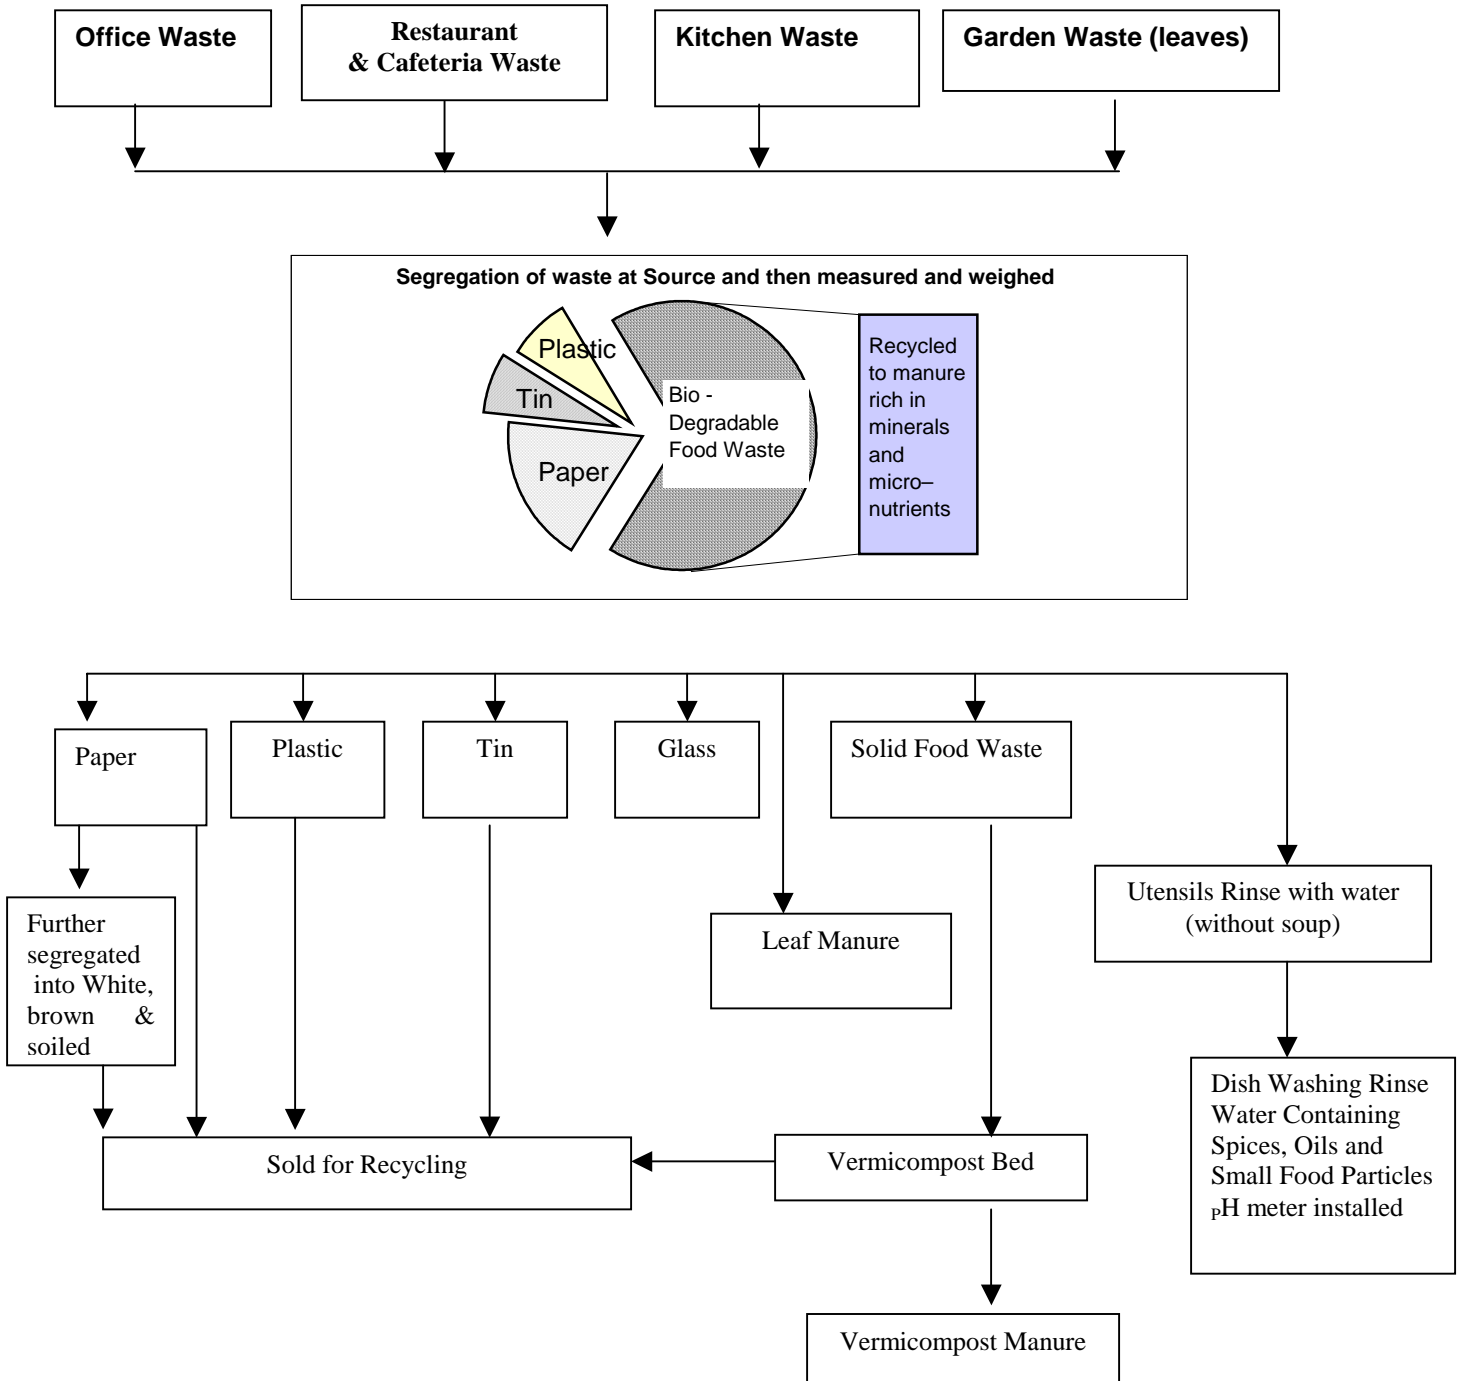 Office Waste
Restaurant
& Cafeteria Waste
Kitchen Waste
Garden Waste (leaves)
Segregation of waste at Source and then measured and weighed
Plastic
Tin
Paper
Bio -
Degradable
Food Waste
Recycled
to manure
rich in
minerals
and
micro–
nutrients
Paper
Plastic
Tin
Glass
Solid Food Waste
Utensils Rinse with water
(without soup)
Further
segregated
into White,
brown &
soiled
Leaf Manure
Dish Washing Rinse
Water Containing
Spices, Oils and
Small Food Particles
PH meter installed
Sold for Recycling
Vermicompost Bed
Vermicompost Manure